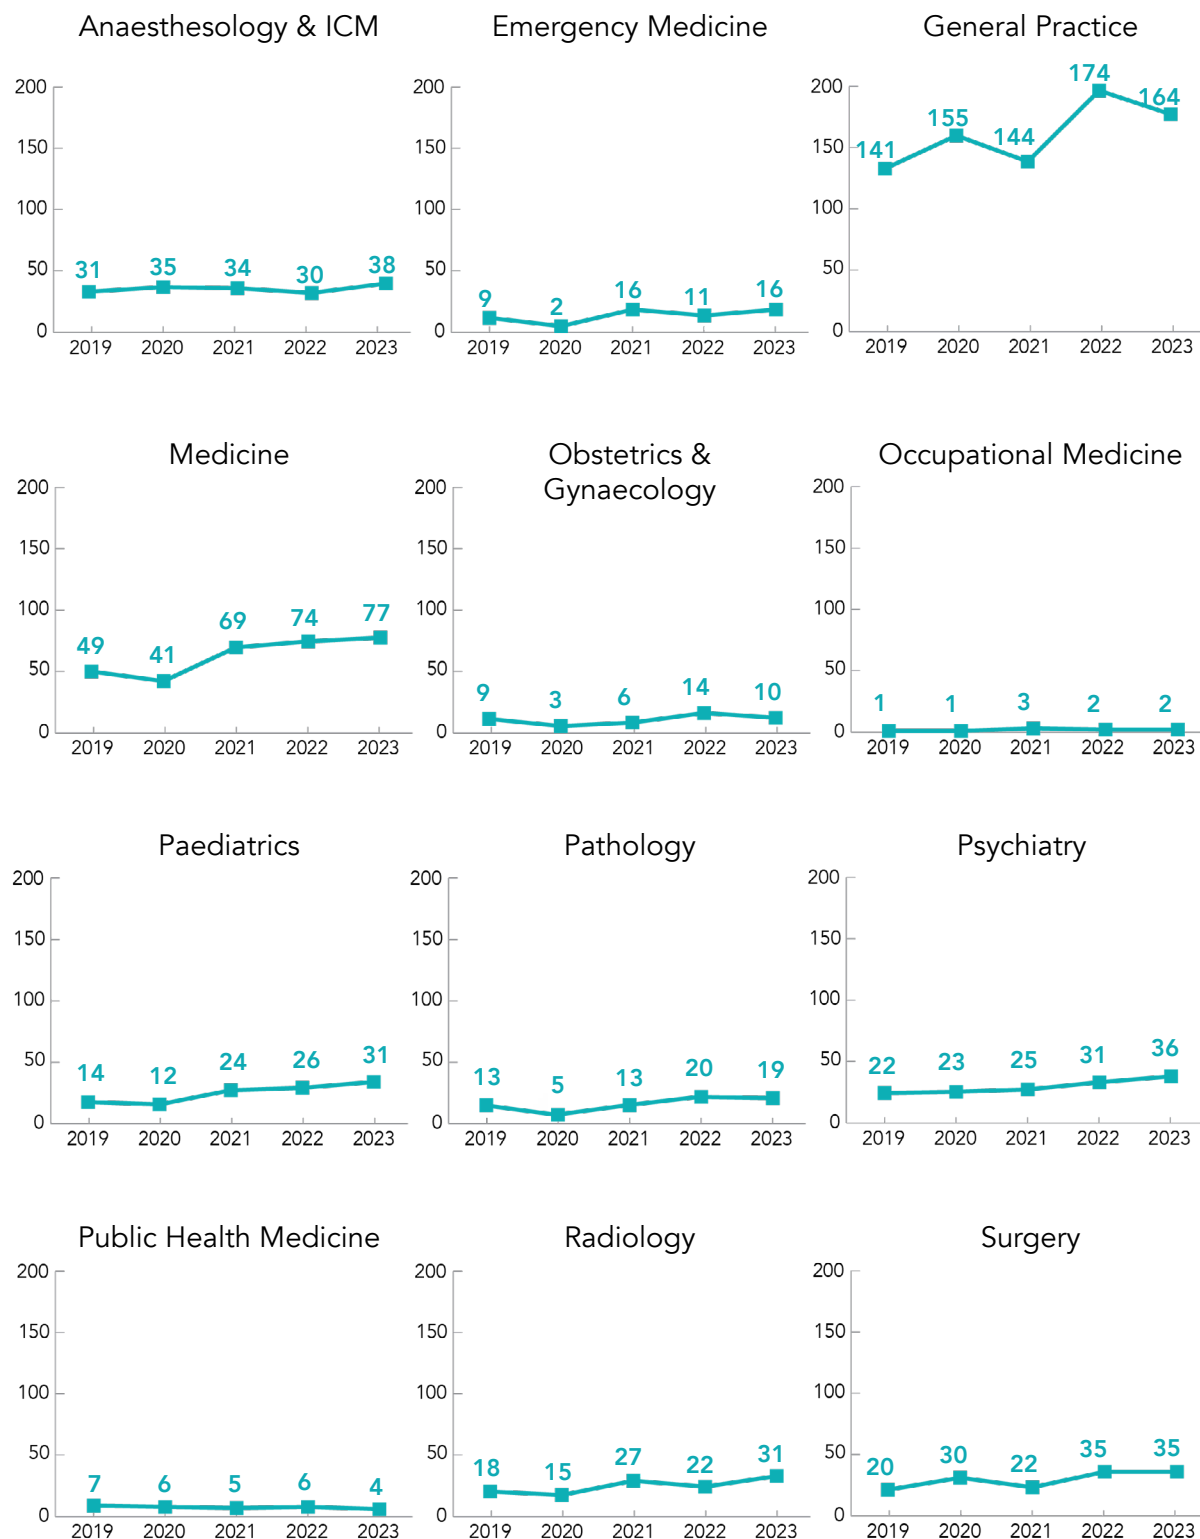 Anaesthesology & ICM
200
150
100
50
0
31 35 34 30 38
2019 2020 2021 2022 2023
Emergency Medicine
200
150
100
50
0
9 2 16 11 16
2019 2020 2021 2022 2023
General Practice
200
150
100
50
0
141 155 144 174 164
2019 2020 2021 2022 2023
Medicine
200
150
100
50
0
49 41 69 74 77
2019 2020 2021 2022 2023
Obstetrics &
Gynaecology
200
150
100
50
0
9 3 6 14 10
2019 2020 2021 2022 2023
Occupational Medicine
200
150
100
50
0
1 1 3 2 2
2019 2020 2021 2022 2023
Paediatrics
200
150
100
50
0
14 12 24 26 31
2019 2020 2021 2022 2023
Pathology
200
150
100
50
0
13 5 13 20 19
2019 2020 2021 2022 2023
Psychiatry
200
150
100
50
0
22 23 25 31 36
2019 2020 2021 2022 2023
Public Health Medicine
200
150
100
50
0
7 6 5 6 4
2019 2020 2021 2022 2023
Radiology
200
150
100
50
0
18 15 27 22 31
2019 2020 2021 2022 2023
Surgery
200
150
100
50
0
20 30 22 35 35
2019 2020 2021 2022 2023